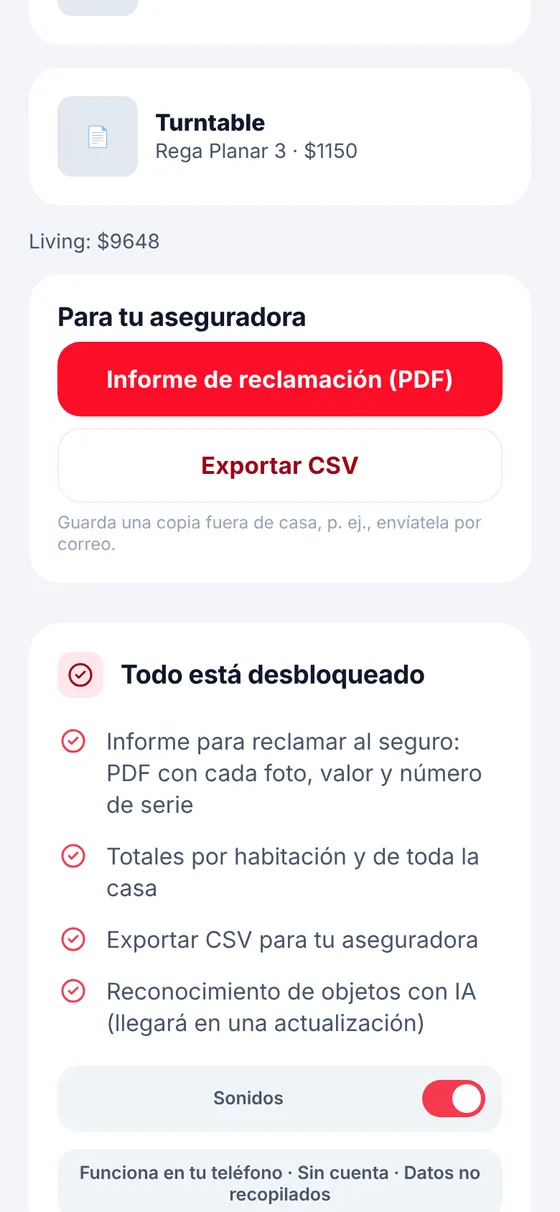 Turntable
Rega Planar 3 · $1150
Living: $9648
Para tu aseguradora
Informe de reclamación (PDF)
Exportar CSV
Guarda una copia fuera de casa, p. ej., envíatela por
correo.
Todo está desbloqueado
Informe para reclamar al seguro:
PDF con cada foto, valor y número
de serie
Totales por habitación y de toda la
casa
Exportar CSV para tu aseguradora
Reconocimiento de objetos con IA
(llegará en una actualización)
Sonidos
Funciona en tu teléfono · Sin cuenta · Datos no
recopilados